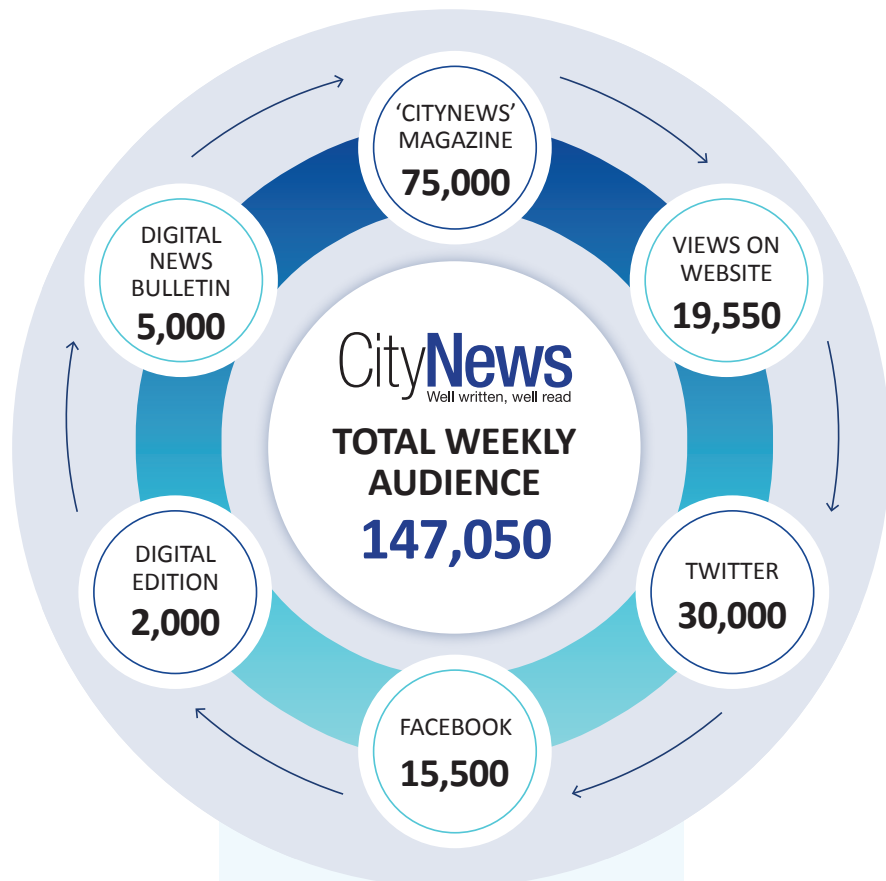 ‘CITYNEWS’
MAGAZINE
75,000
VIEWS ON
WEBSITE
19,550
TWITTER
30,000
FACEBOOK
15,500
DIGITAL
EDITION
2,000
DIGITAL
NEWS
BULLETIN
5,000
CityNews
Well written, well read
TOTAL WEEKLY
AUDIENCE
147,050